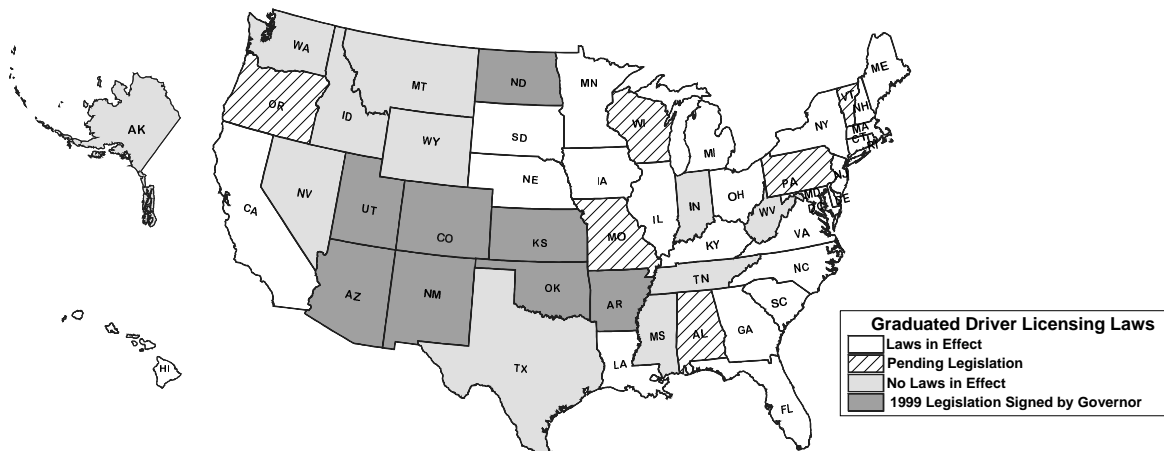 WA
MT
ND
MN
ME
VT
NH
OR
ID
WI
NY
MA
CT
RI
AK
SD
WY
MI
NE
IA
PA
NJ
NV
OH
MD
DE
CA
UT
IL
IN
WV
CO
KS
MO
VA
KY
NC
TN
AZ
NM
OK
AR
SC
MS
AL
GA
HI
TX
LA
FL
Graduated Driver Licensing Laws
Laws in Effect
Pending Legislation
No Laws in Effect
1999 Legislation Signed by Governor